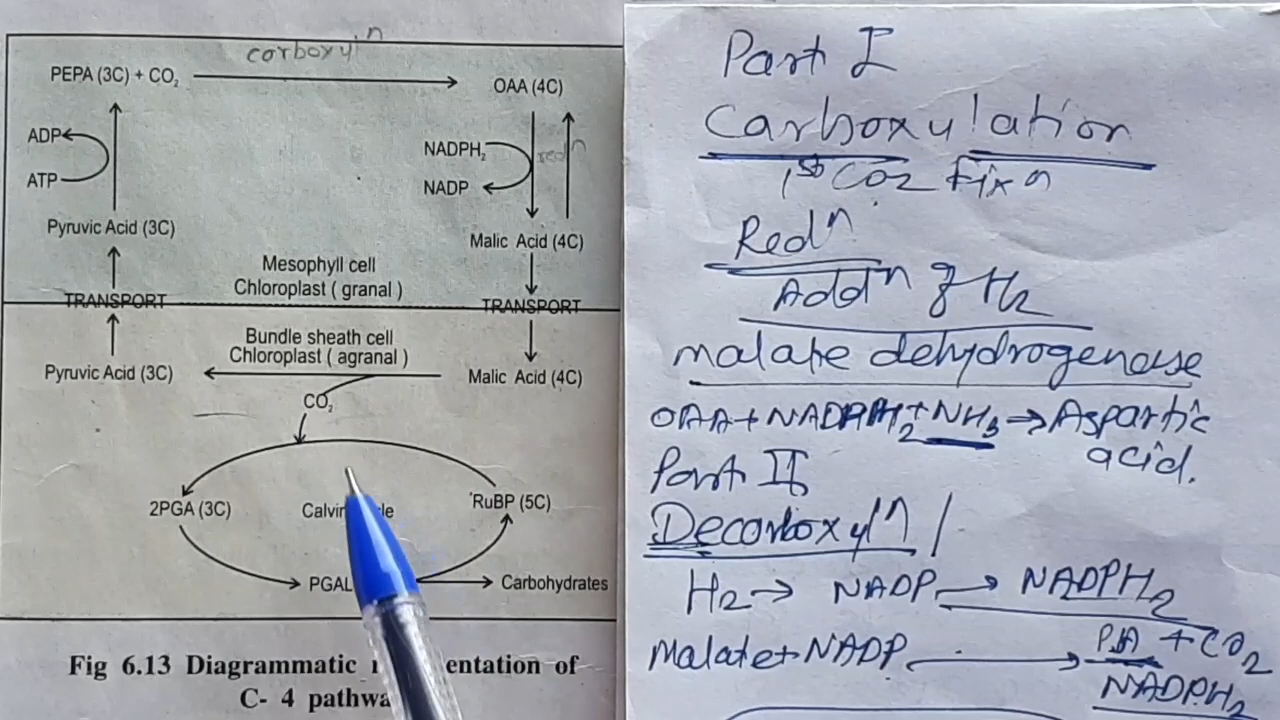 carboxylⁿ
PEPA (3C) + CO₂
OAA (4C)
ADP
ATP
NADPH₂
NADP
redⁿ
Pyruvic Acid (3C)
Malic Acid (4C)
Mesophyll cell
Chloroplast ( granal )
TRANSPORT
TRANSPORT
Bundle sheath cell
Chloroplast ( agranal )
Pyruvic Acid (3C)
Malic Acid (4C)
CO₂
2PGA (3C)
RuBP (5C)
PGAL
Carbohydrates
Fig 6.13 Diagrammatic
C- 4
Part I
Carboxylation
1st CO2 Fixn
Redⁿ
Addⁿ of H2
malate dehydrogenase
OAA+NADPH2+NH3→Aspartic
acid.
Part II
Decarboxylⁿ
H2→ NADP → NADPH2
Malate+NADP → PA + CO2
NADPH2